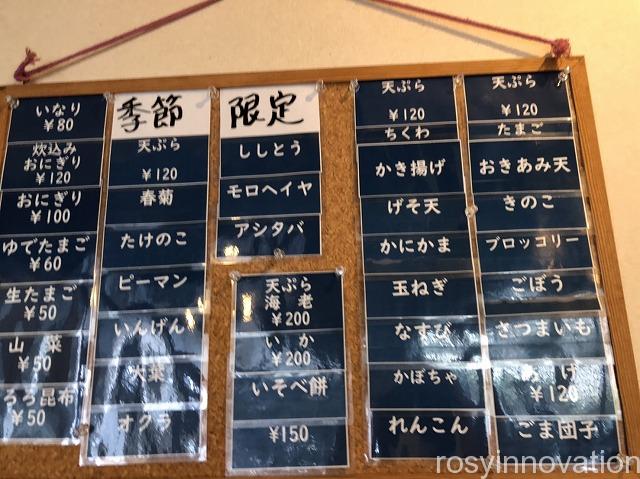 いなり
¥80
炊込み
おにぎり
¥120
おにぎり
¥100
ゆでたまご
¥60
生たまご
¥50
山菜
¥50
ろろ昆布
¥50
季節
天ぷら
¥120
春菊
たけのこ
ピーマン
いんげん
大葉
オクラ
限定
ししとう
モロヘイヤ
アシタバ
天ぷら
海老
¥200
いか
¥200
いそべ餅
¥150
天ぷら
¥120
ちくわ
かき揚げ
げそ天
かにかま
玉ねぎ
なすび
かぼちゃ
れんこん
天ぷら
¥120
たまご
おきあみ天
きのこ
ブロッコリー
ごぼう
さつまいも
あげ
¥120
ごま団子
rosyinnovation